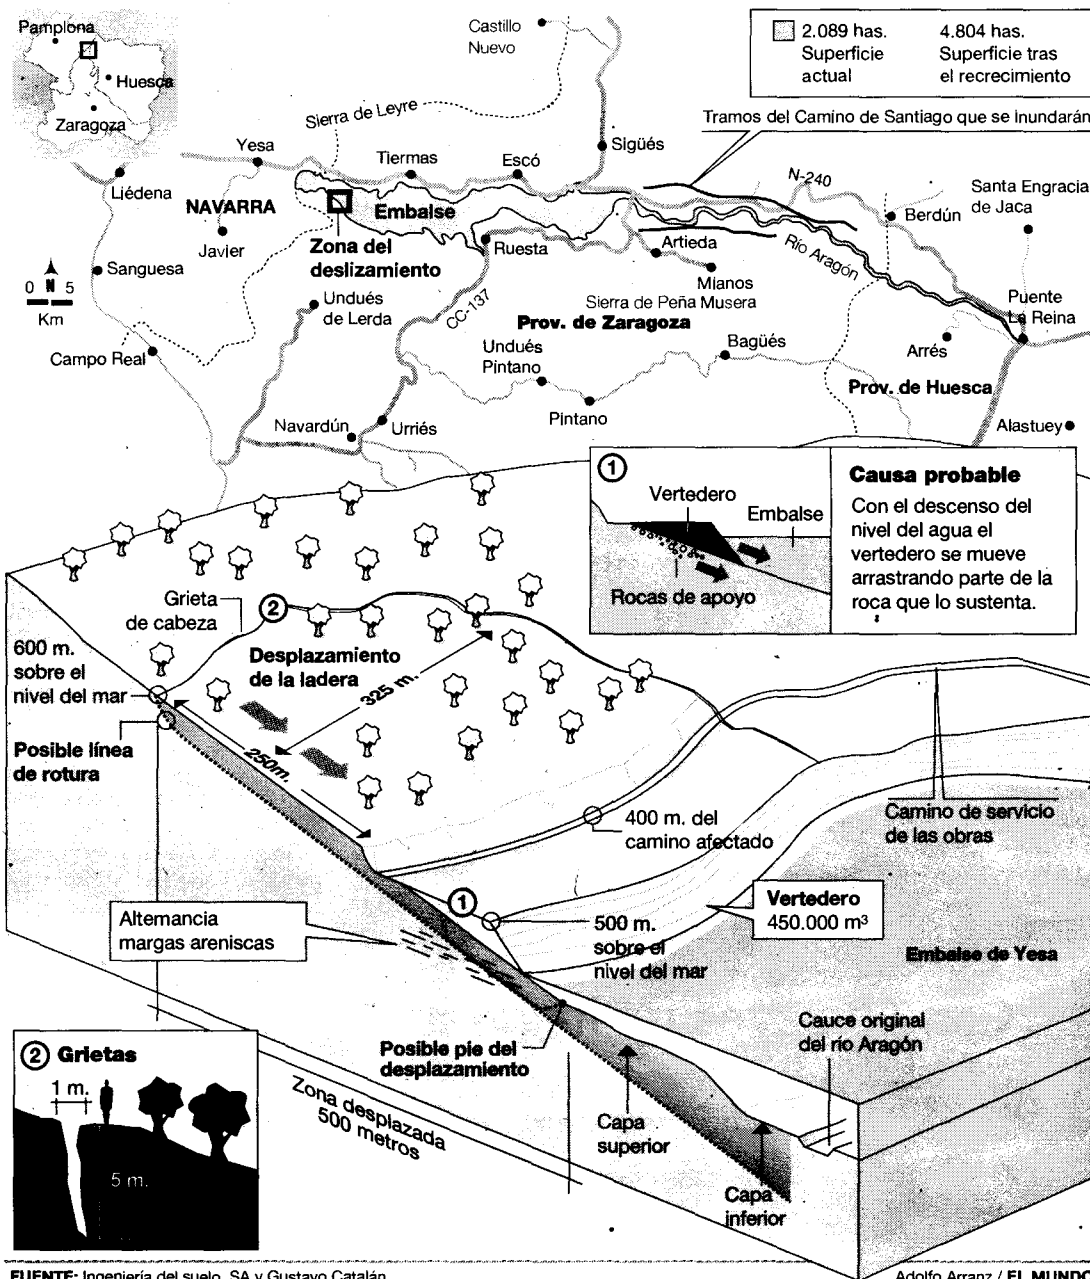 Pamplona
Huesca
Zaragoza
Castillo
Nuevo
2.089 has.
Superficie
actual
4.804 has.
Superficie tras
el recrecimiento
Tramos del Camino de Santiago que se inundarán
Sierra de Leyre
Yesa
Tiermas
Escó
Sigüés
N-240
Santa Engracia
de Jaca
Liédena
NAVARRA
Embalse
Berdún
Javier
Zona del
deslizamiento
Ruesta
Artieda
Río Aragón
Sanguesa
Mianos
0 N 5
Km
Undués
de Lerda
CC-137
Sierra de Peña Musera
Prov. de Zaragoza
Puente
La Reina
Campo Real
Undués
Pintano
Bagüés
Arrés
Prov. de Huesca
Pintano
Navardún
Urriés
Alastuey
1
Vertedero
Embalse
Rocas de apoyo
Causa probable
Con el descenso del
nivel del agua el
vertedero se mueve
arrastrando parte de la
roca que lo sustenta.
Grieta
de cabeza
2
600 m.
sobre el
nivel del mar
Desplazamiento
de la ladera
325 m.
Posible línea
de rotura
250m.
400 m. del
camino afectado
Camino de servicio
de las obras
1
Alternancia
margas areniscas
500 m.
sobre el
nivel del mar
Vertedero
450.000 m³
Embalse de Yesa
Cauce original
del río Aragón
Posible pie del
desplazamiento
2 Grietas
1 m.
5 m.
Zona desplazada
500 metros
Capa
superior
Capa
inferior
FUENTE: Ingeniería del suelo, SA y Gustavo Catalán
Adolfo Arranz / EL MUNDO